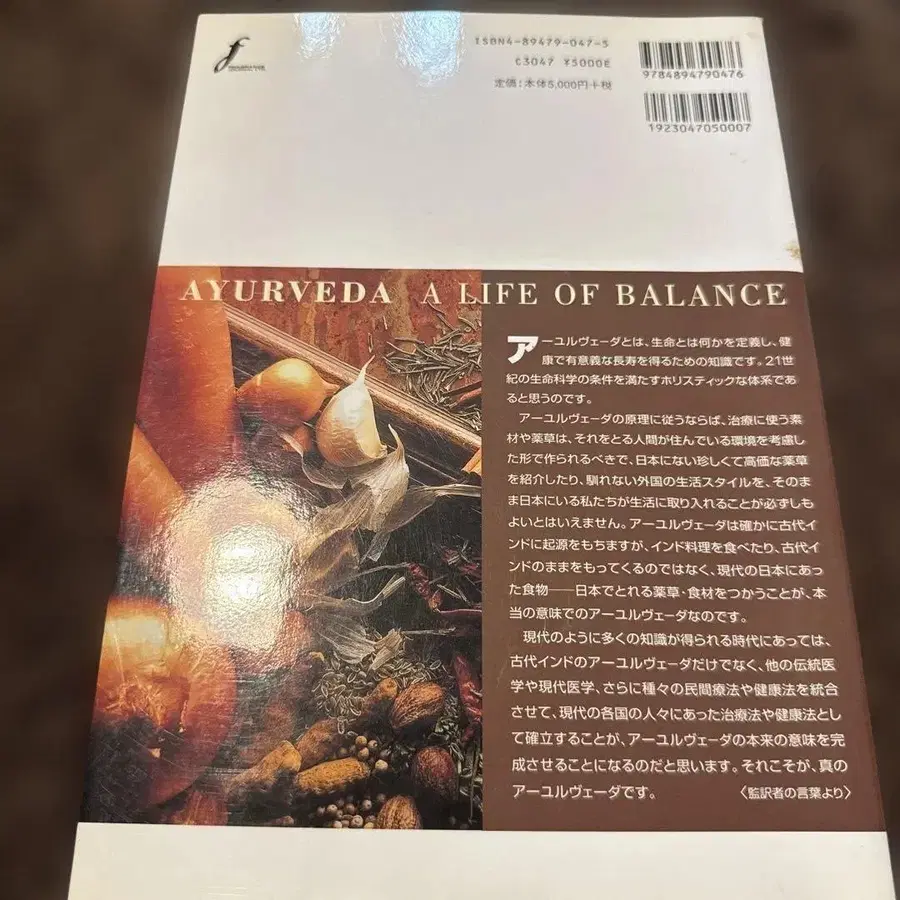 ISBN4-89479-047-5
C3047 ¥5000E
定価:本体5,000円+税
9784894790476
1923047050007
AYURVEDA A LIFE OF BALANCE
アーユルヴェーダとは、生命とは何かを定義し、健
康で有意義な長寿を得るための知識です。21世
紀の生命科学の条件を満たすホリスティックな体系であ
ると思うのです。
アーユルヴェーダの原理に従うならば、治療に使う素
材や薬草は、それをとる人間が住んでいる環境を考慮し
た形で作られるべきで、日本にない珍しくて高価な薬草
を紹介したり、馴れない外国の生活スタイルを、そのま
ま日本にいる私たちが生活に取り入れることが必ずしも
よいとはいえません。アーユルヴェーダは確かに古代イ
ンドに起源をもちますが、インド料理を食べたり、古代イ
ンドのままをもってくるのではなく、現代の日本にあっ
た食物──日本でとれる薬草・食材をつかうことが、本
当の意味でのアーユルヴェーダなのです。
現代のように多くの知識が得られる時代にあっては、
古代インドのアーユルヴェーダだけでなく、他の伝統医
学や現代医学、さらに種々の民間療法や健康法を統合
させて、現代の各国の人々にあった治療法や健康法とし
て確立することが、アーユルヴェーダの本来の意味を完
成させることになるのだと思います。それこそが、真の
アーユルヴェーダです。 〈監訳者の言葉より〉